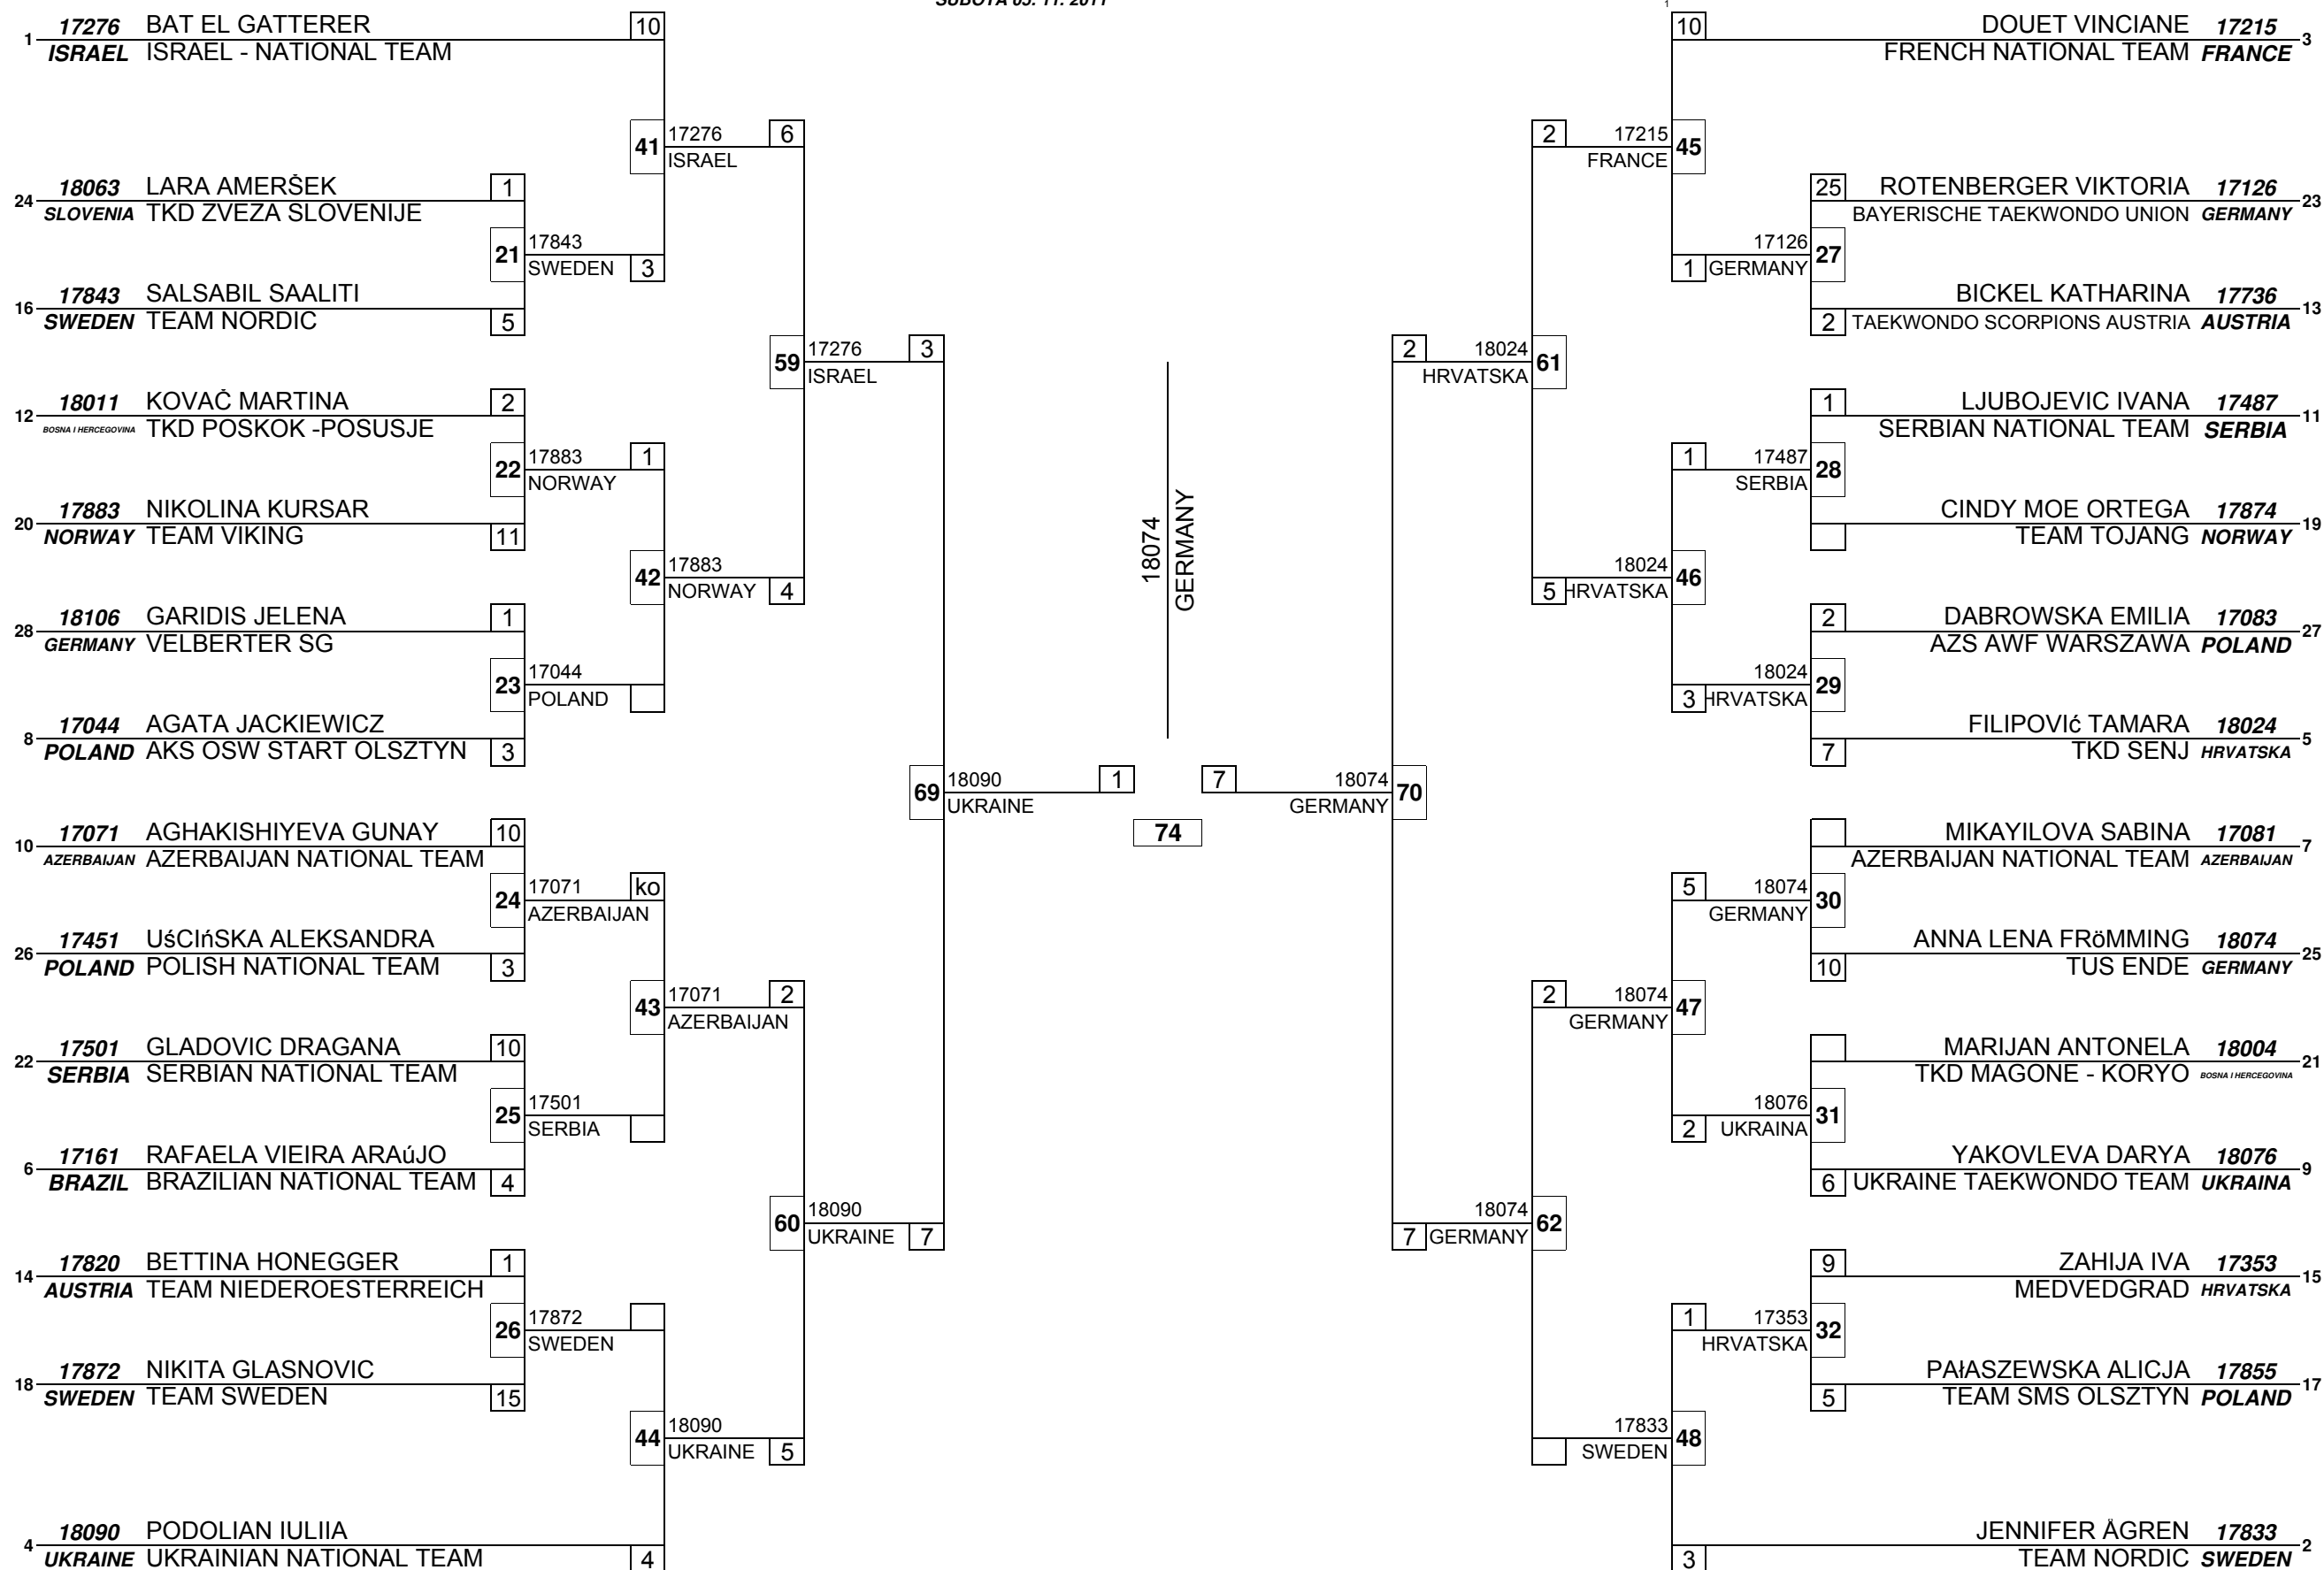 SUBOTA 05. 11. 2011
1
1 17276 BAT EL GATTERER 10
ISRAEL ISRAEL - NATIONAL TEAM
41 17276 6
ISRAEL
24 18063 LARA AMERŠEK 1
SLOVENIA TKD ZVEZA SLOVENIJE
21 17843
SWEDEN 3
16 17843 SALSABIL SAALITI
SWEDEN TEAM NORDIC 5
59 17276 3
ISRAEL
12 18011 KOVAČ MARTINA 2
BOSNA I HERCEGOVINA TKD POSKOK -POSUSJE
22 17883 1
NORWAY
20 17883 NIKOLINA KURSAR
NORWAY TEAM VIKING 11
42 17883
NORWAY 4
28 18106 GARIDIS JELENA 1
GERMANY VELBERTER SG
23 17044
POLAND
8 17044 AGATA JACKIEWICZ
POLAND AKS OSW START OLSZTYN 3
69 18090 1
UKRAINE
10 17071 AGHAKISHIYEVA GUNAY 10
AZERBAIJAN AZERBAIJAN NATIONAL TEAM
24 17071 ko
AZERBAIJAN
26 17451 UśCIńSKA ALEKSANDRA
POLAND POLISH NATIONAL TEAM 3
43 17071 2
AZERBAIJAN
22 17501 GLADOVIC DRAGANA 10
SERBIA SERBIAN NATIONAL TEAM
25 17501
SERBIA
6 17161 RAFAELA VIEIRA ARAúJO
BRAZIL BRAZILIAN NATIONAL TEAM 4
60 18090
UKRAINE 7
14 17820 BETTINA HONEGGER 1
AUSTRIA TEAM NIEDEROESTERREICH
26 17872
SWEDEN
18 17872 NIKITA GLASNOVIC
SWEDEN TEAM SWEDEN 15
44 18090
UKRAINE 5
4 18090 PODOLIAN IULIIA
UKRAINE UKRAINIAN NATIONAL TEAM 4
18074
GERMANY
74
10 DOUET VINCIANE 17215 3
FRENCH NATIONAL TEAM FRANCE
2 17215 45
FRANCE
25 ROTENBERGER VIKTORIA 17126 23
BAYERISCHE TAEKWONDO UNION GERMANY
17126 27
1 GERMANY
BICKEL KATHARINA 17736 13
2 TAEKWONDO SCORPIONS AUSTRIA AUSTRIA
2 18024 61
HRVATSKA
1 LJUBOJEVIC IVANA 17487 11
SERBIAN NATIONAL TEAM SERBIA
1 17487 28
SERBIA
CINDY MOE ORTEGA 17874 19
TEAM TOJANG NORWAY
18024 46
5 HRVATSKA
2 DABROWSKA EMILIA 17083 27
AZS AWF WARSZAWA POLAND
18024 29
3 HRVATSKA
FILIPOVIć TAMARA 18024 5
7 TKD SENJ HRVATSKA
7 18074 70
GERMANY
MIKAYILOVA SABINA 17081 7
AZERBAIJAN NATIONAL TEAM AZERBAIJAN
5 18074 30
GERMANY
ANNA LENA FRöMMING 18074 25
10 TUS ENDE GERMANY
2 18074 47
GERMANY
MARIJAN ANTONELA 18004 21
TKD MAGONE - KORYO BOSNA I HERCEGOVINA
18076 31
2 UKRAINA
YAKOVLEVA DARYA 18076 9
6 UKRAINE TAEKWONDO TEAM UKRAINA
18074 62
7 GERMANY
9 ZAHIJA IVA 17353 15
MEDVEDGRAD HRVATSKA
1 17353 32
HRVATSKA
PAłASZEWSKA ALICJA 17855 17
5 TEAM SMS OLSZTYN POLAND
17833 48
SWEDEN
JENNIFER ÅGREN 17833 2
3 TEAM NORDIC SWEDEN